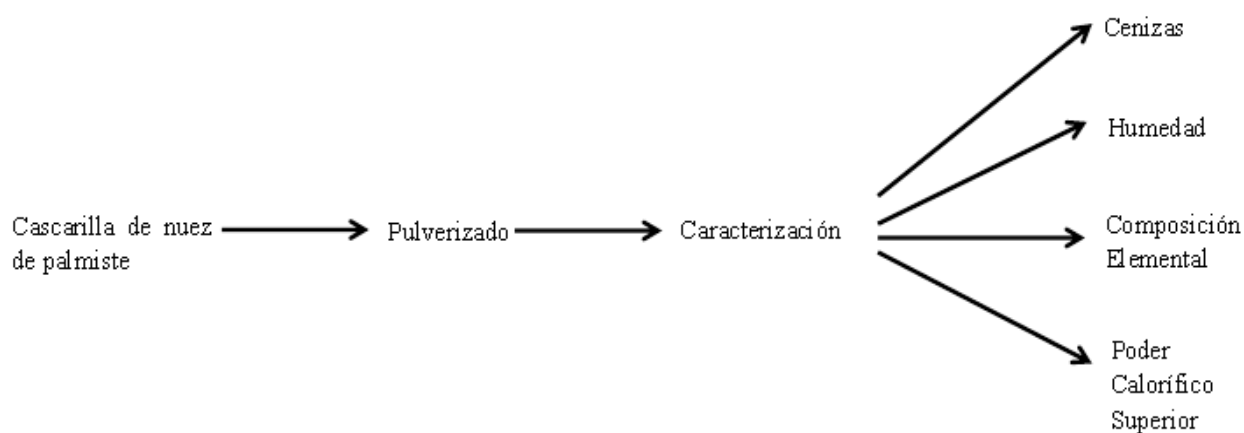 Cascarilla de nuez
de palmiste
Pulverizado
Caracterización
Cenizas
Humedad
Composición
Elemental
Poder
Calorífico
Superior